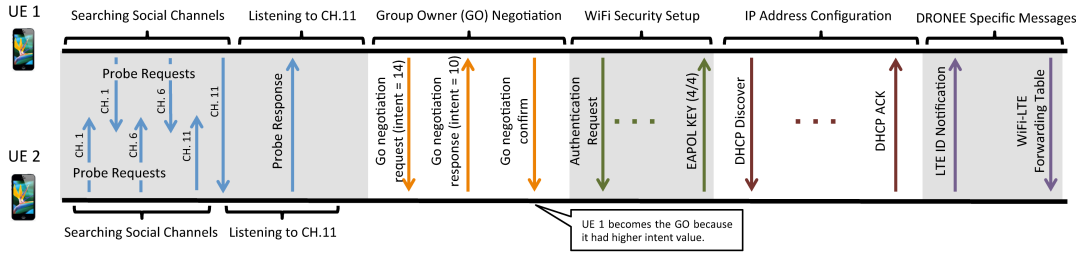 UE 1
Searching Social Channels
Listening to CH.11
Group Owner (GO) Negotiation
WiFi Security Setup
IP Address Configuration
DRONEE Specific Messages
Probe Requests
CH. 1
CH. 6
CH. 11
CH. 1
CH. 6
CH. 11
Probe Requests
Probe Response
Go negotiation
request (intent = 14)
Go negotiation
response (intent = 10)
Go negotiation
confirm
Authentication
Request
EAPOL KEY (4/4)
DHCP Discover
DHCP ACK
LTE ID Notification
WiFi-LTE
Forwarding Table
UE 2
Searching Social Channels
Listening to CH.11
UE 1 becomes the GO because
it had higher intent value.